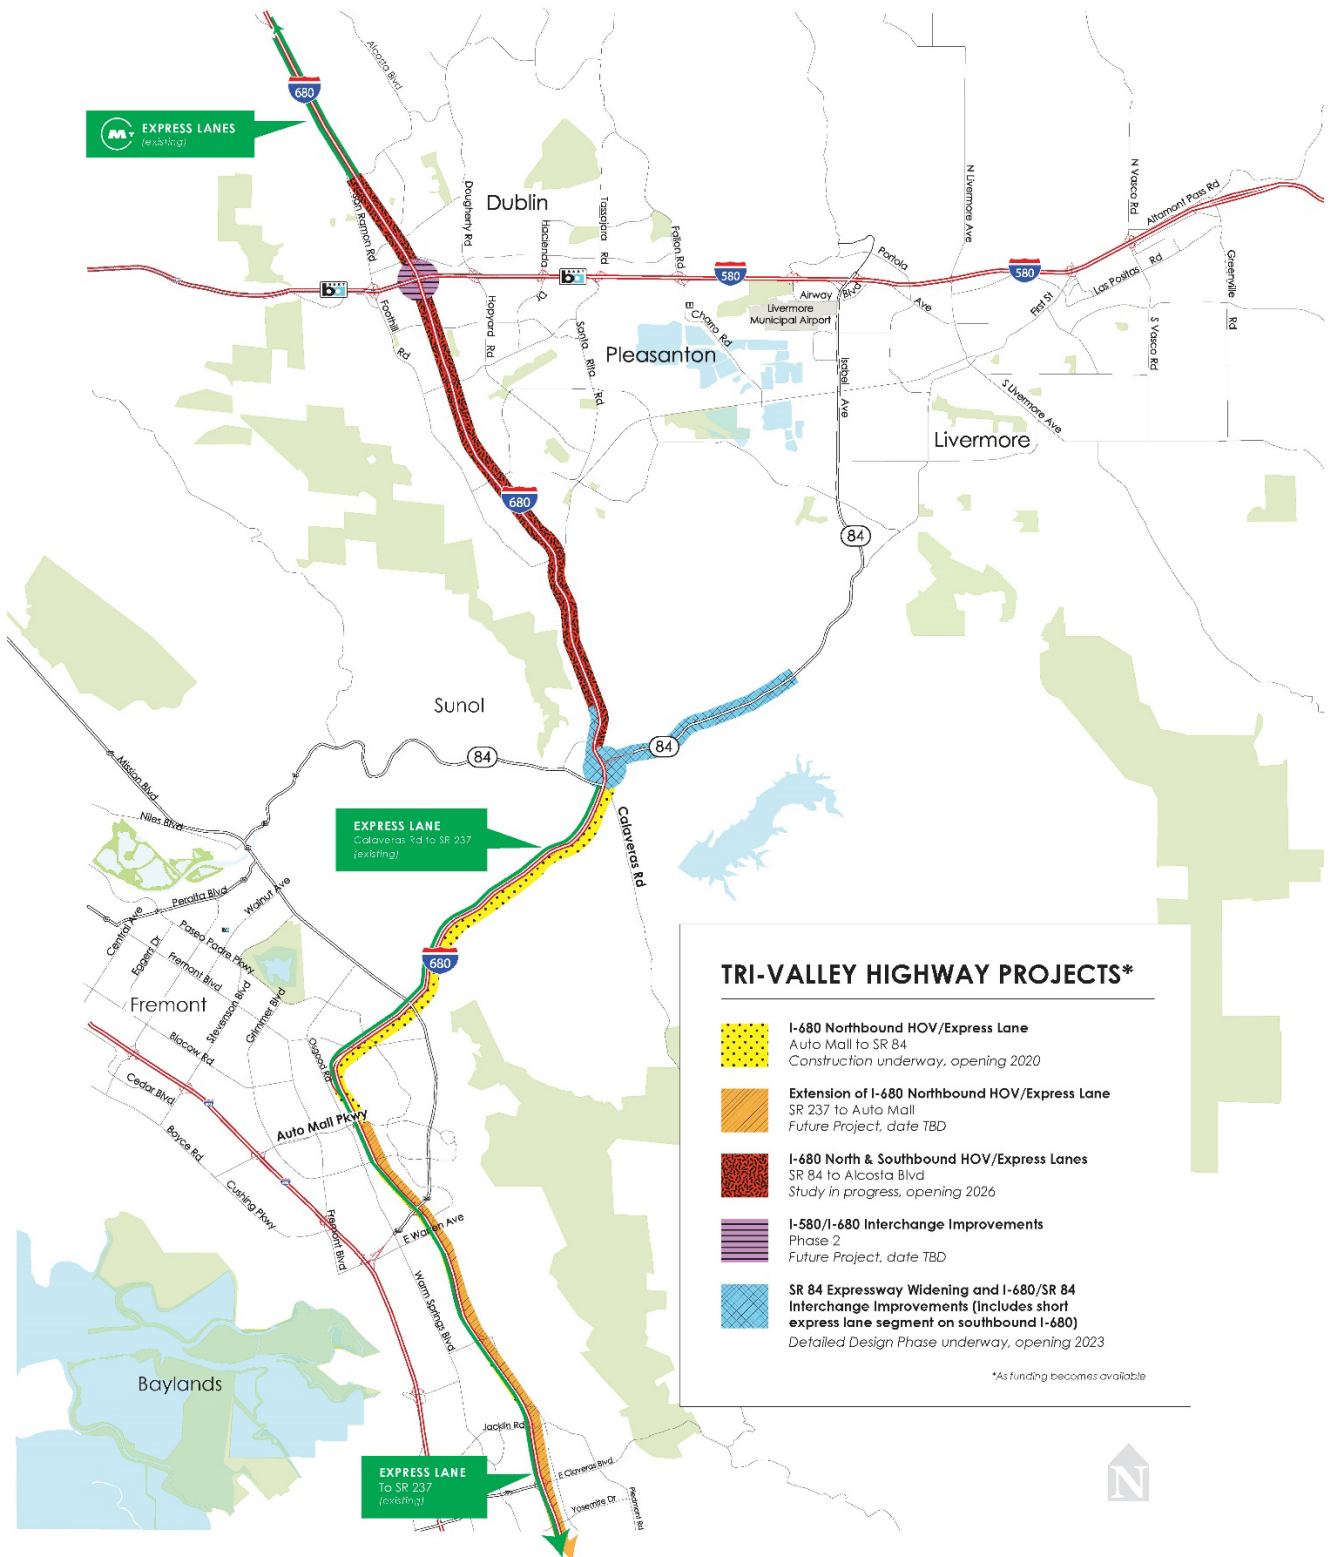 Alcosta Blvd
680
EXPRESS LANES
(existing)
San Ramon Rd
Dougherty Rd
Dublin
Hacienda
Dr
Tassajara Rd
Fallon Rd
N Livermore Ave
N Vasco Rd
Altamont Pass Rd
Greenville Rd
Las Positas Rd
580
580
Portola
Ave
Airway Blvd
Livermore
Municipal Airport
First St
S Vasco Rd
BART
ba
BART
ba
Foothill Rd
Hopyard Rd
Santa Rita Rd
El Charro Rd
Pleasanton
Isabel Ave
S Livermore Ave
Livermore
680
84
Sunol
84
84
Mission Blvd
Niles Blvd
EXPRESS LANE
Calaveras Rd to SR 237
(existing)
Calaveras Rd
Peralta Blvd
Walnut Ave
Central Ave
Eggers Dr
Paseo Padre Pkwy
Fremont Blvd
Stevenson Blvd
Grimmer Blvd
Fremont
680
Blacow Rd
Cedar Blvd
Osgood Rd
Boyce Rd
Auto Mall Pkwy
Cushing Pkwy
Fremont Blvd
E Warren Ave
Warm Springs Blvd
Baylands
Jacklin Rd
EXPRESS LANE
To SR 237
(existing)
E Claveras Blvd
Yosemite Dr
Piedmont Rd
TRI-VALLEY HIGHWAY PROJECTS*
I-680 Northbound HOV/Express Lane
Auto Mall to SR 84
Construction underway, opening 2020
Extension of I-680 Northbound HOV/Express Lane
SR 237 to Auto Mall
Future Project, date TBD
I-680 North & Southbound HOV/Express Lanes
SR 84 to Alcosta Blvd
Study in progress, opening 2026
I-580/I-680 Interchange Improvements
Phase 2
Future Project, date TBD
SR 84 Expressway Widening and I-680/SR 84
Interchange Improvements (Includes short
express lane segment on southbound I-680)
Detailed Design Phase underway, opening 2023
*As funding becomes available
N